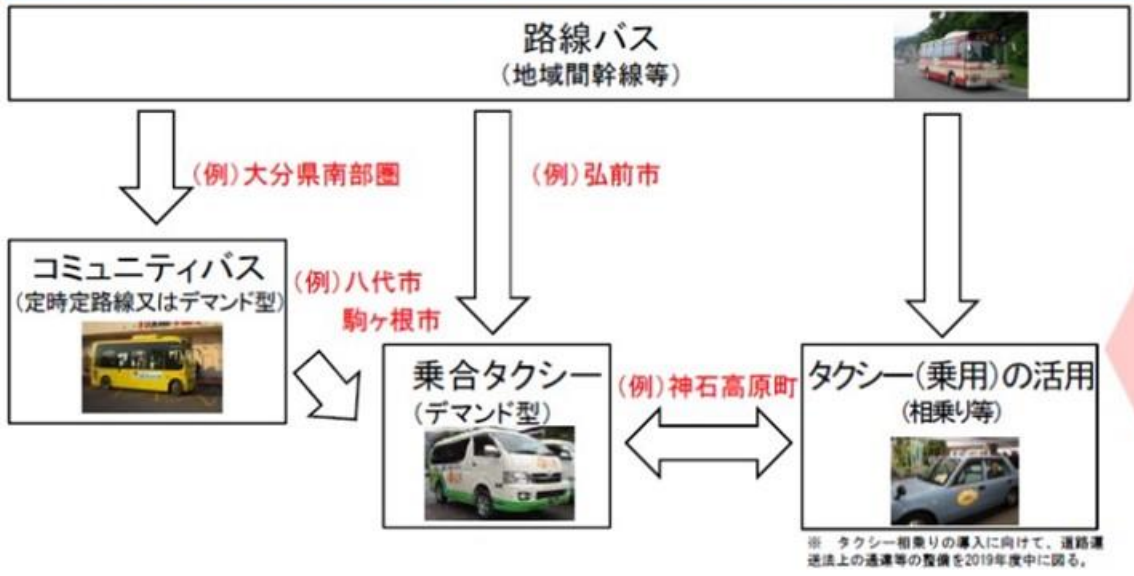 路線バス
(地域間幹線等)
(例)大分県南部圏
(例)弘前市
コミュニティバス
(定時定路線又はデマンド型)
(例)八代市
駒ヶ根市
乗合タクシー
(デマンド型)
(例)神石高原町
タクシー(乗用)の活用
(相乗り等)
※ タクシー相乗りの導入に向けて、道路運
送法上の通達等の整備を2019年度中に図る。